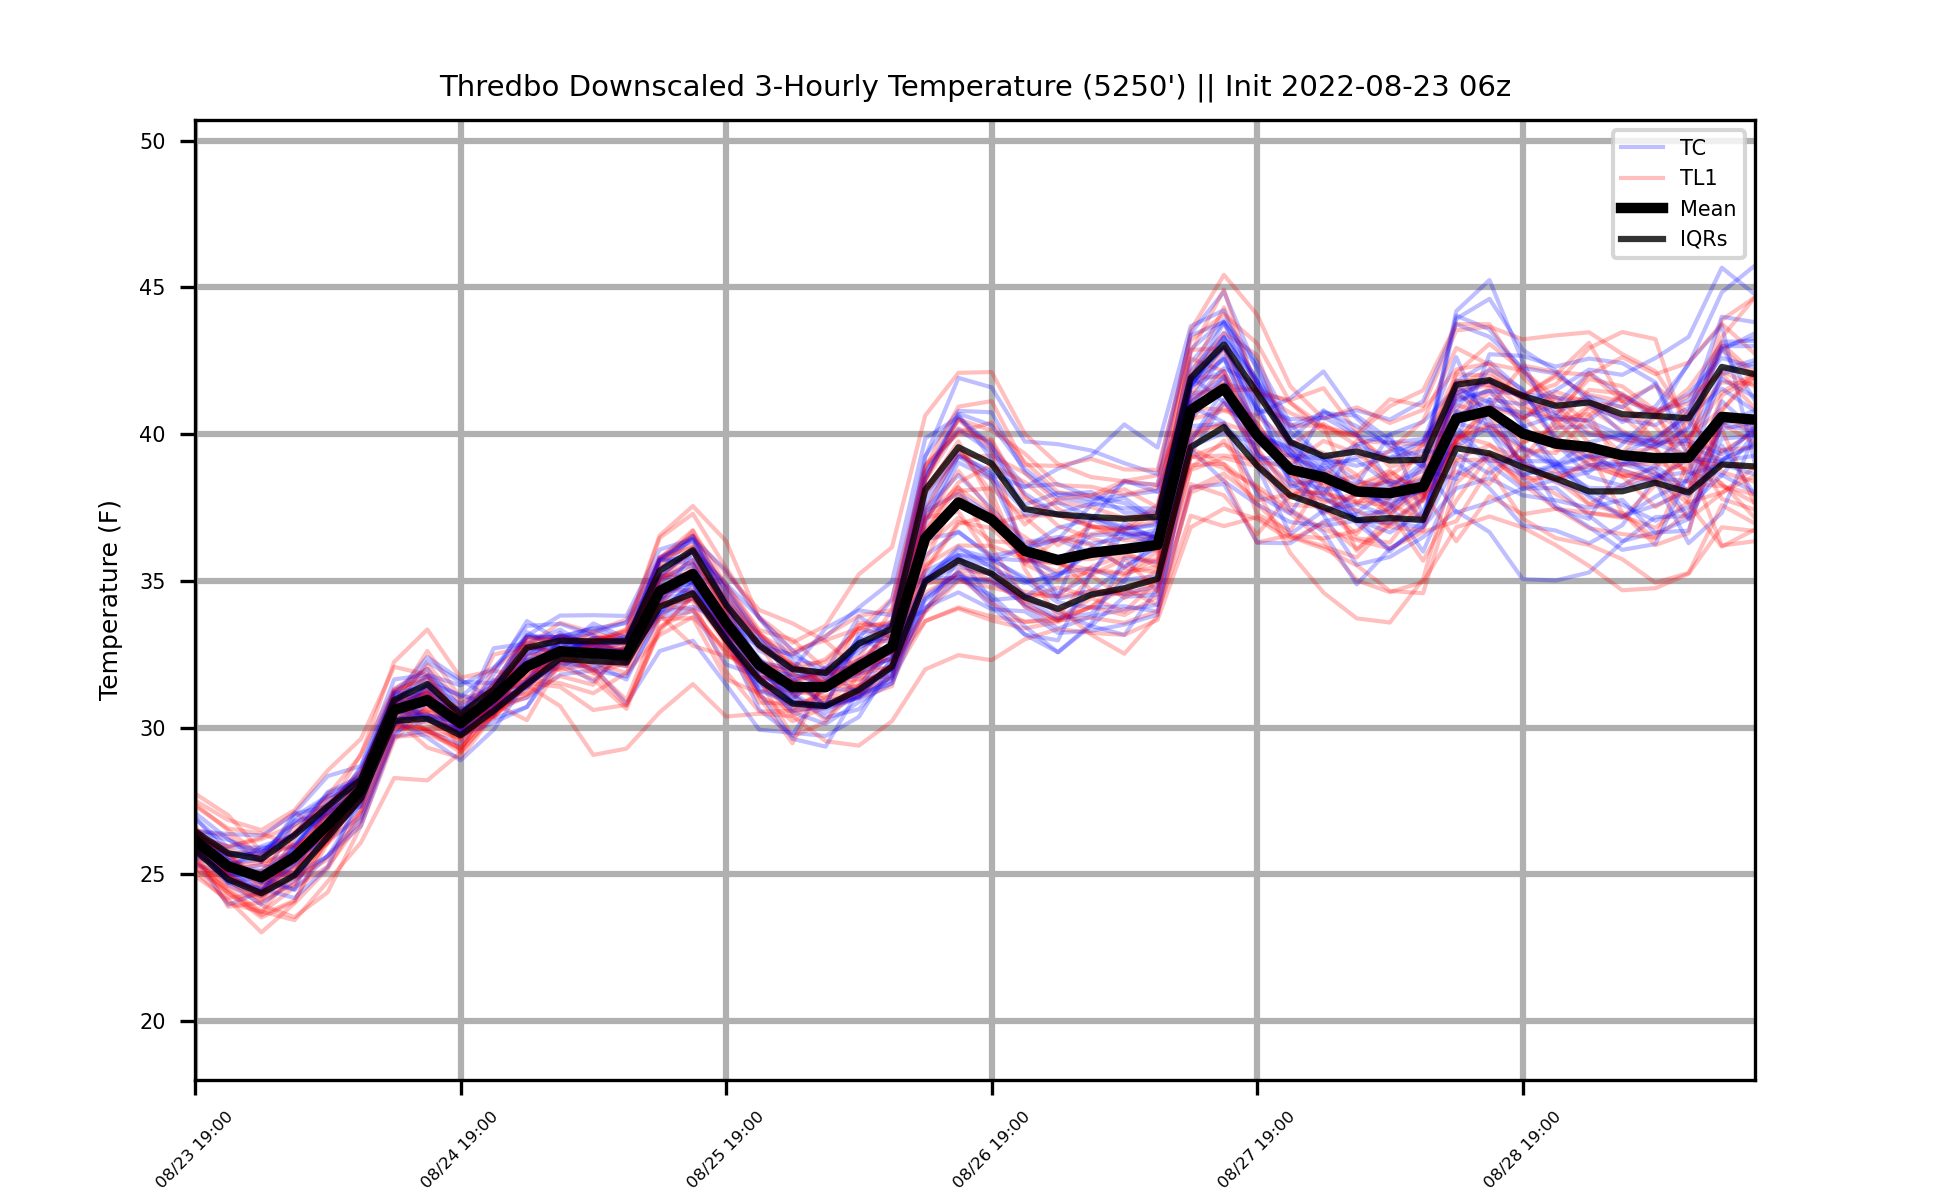 Thredbo Downscaled 3-Hourly Temperature (5250') || Init 2022-08-23 06z
TC
TL1
Mean
IQRs
Temperature (F)
50
45
40
35
30
25
20
08/23 19:00
08/24 19:00
08/25 19:00
08/26 19:00
08/27 19:00
08/28 19:00